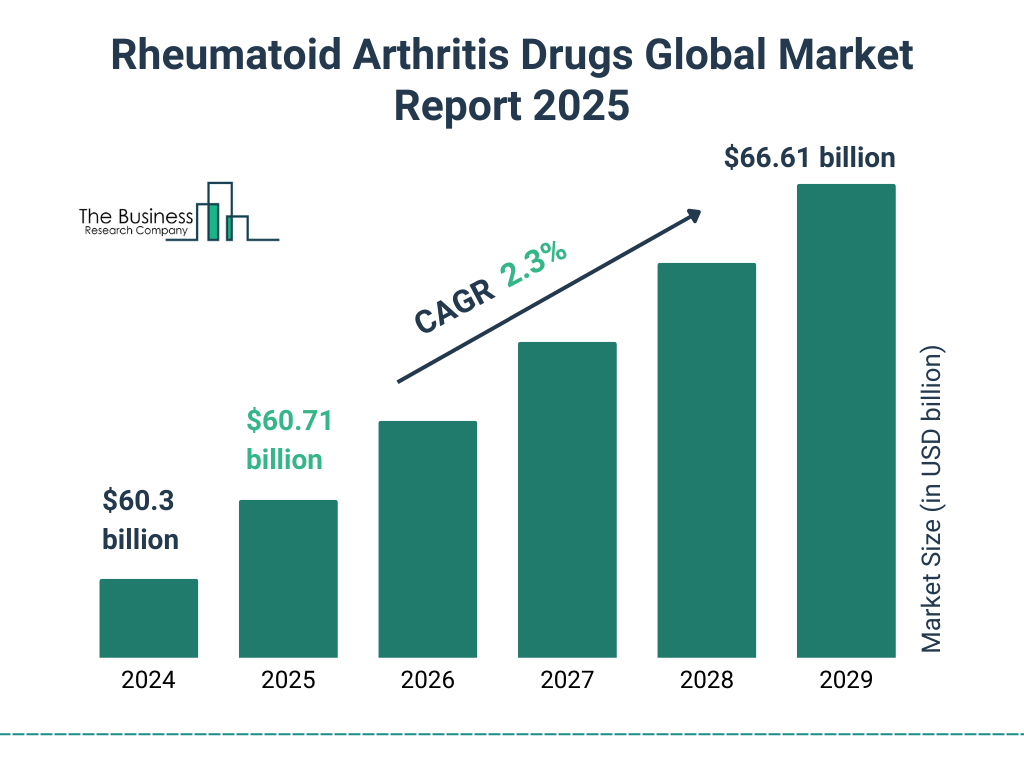 Rheumatoid Arthritis Drugs Global Market
Report 2025
$66.61 billion
The Business
Research Company
CAGR 2.3%
$60.71
billion
$60.3
billion
Market Size (in USD billion)
2024
2025
2026
2027
2028
2029